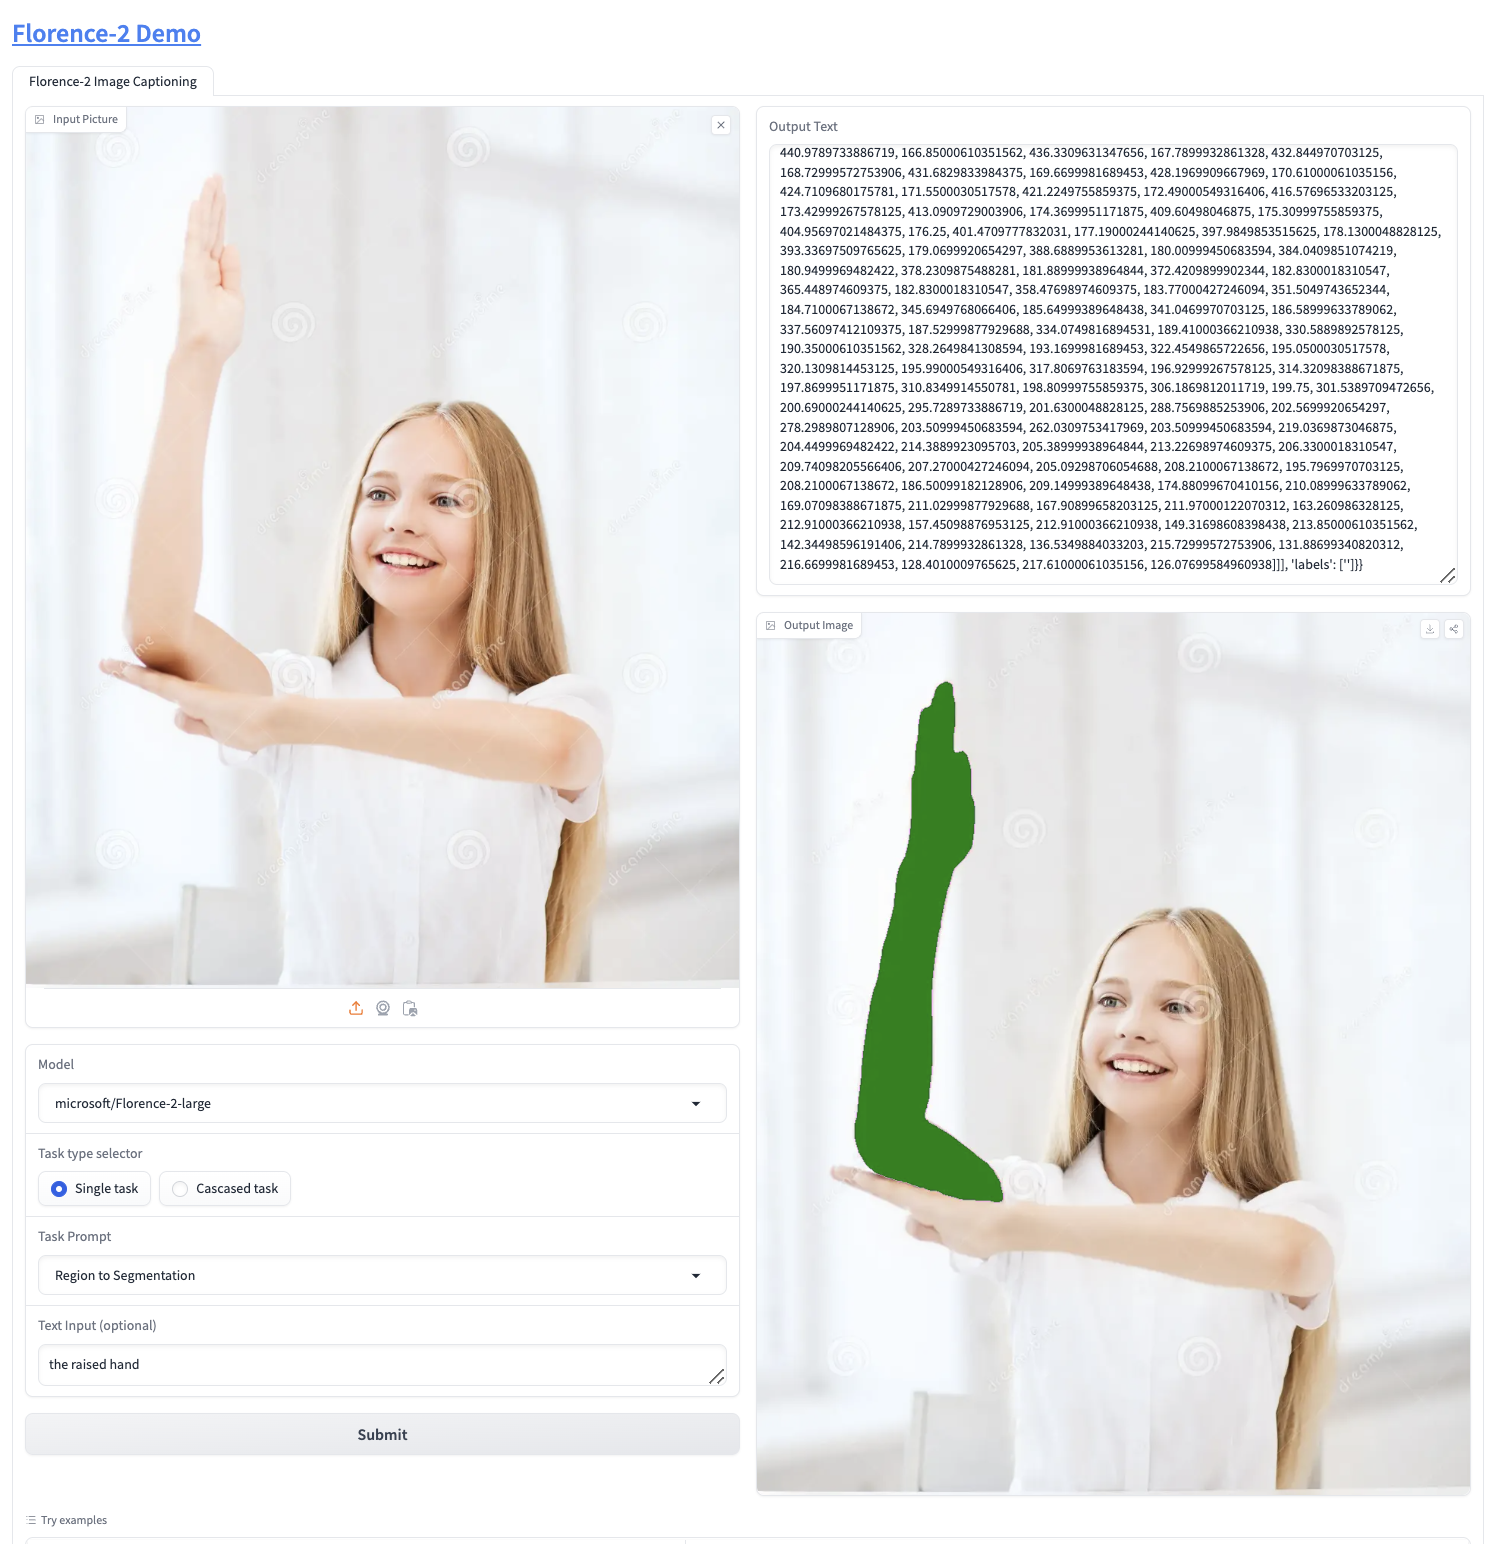 Florence-2 Demo
Florence-2 Image Captioning
Input Picture
Output Text
440.9789733886719, 166.85000610351562, 436.3309631347656, 167.7899932861328, 432.844970703125,
168.72999572753906, 431.6829833984375, 169.6699981689453, 428.1969909667969, 170.61000061035156,
424.7109680175781, 171.5500030517578, 421.2249755859375, 172.49000549316406, 416.57696533203125,
173.42999267578125, 413.0909729003906, 174.3699951171875, 409.60498046875, 175.30999755859375,
404.95697021484375, 176.25, 401.4709777832031, 177.19000244140625, 397.9849853515625, 178.1300048828125,
393.33697509765625, 179.0699920654297, 388.6889953613281, 180.00999450683594, 384.0409851074219,
180.9499969482422, 378.2309875488281, 181.88999938964844, 372.4209899902344, 182.8300018310547,
365.448974609375, 182.8300018310547, 358.47698974609375, 183.77000427246094, 351.5049743652344,
184.7100067138672, 345.6949768066406, 185.64999389648438, 341.0469970703125, 186.58999633789062,
337.56097412109375, 187.52999877929688, 334.0749816894531, 189.41000366210938, 330.5889892578125,
190.35000610351562, 328.2649841308594, 193.1699981689453, 322.4549865722656, 195.0500030517578,
320.1309814453125, 195.99000549316406, 317.8069763183594, 196.92999267578125, 314.32098388671875,
197.8699951171875, 310.8349914550781, 198.80999755859375, 306.1869812011719, 199.75, 301.5389709472656,
200.69000244140625, 295.7289733886719, 201.6300048828125, 288.7569885253906, 202.5699920654297,
278.2989807128906, 203.50999450683594, 262.0309753417969, 203.50999450683594, 219.0369873046875,
204.4499969482422, 214.3889923095703, 205.38999938964844, 213.22698974609375, 206.3300018310547,
209.74098205566406, 207.27000427246094, 205.09298706054688, 208.2100067138672, 195.7969970703125,
208.2100067138672, 186.50099182128906, 209.14999389648438, 174.88099670410156, 210.08999633789062,
169.07098388671875, 211.02999877929688, 167.90899658203125, 211.97000122070312, 163.260986328125,
212.91000366210938, 157.45098876953125, 212.91000366210938, 149.31698608398438, 213.85000610351562,
142.34498596191406, 214.7899932861328, 136.5349884033203, 215.72999572753906, 131.88699340820312,
216.6699981689453, 128.4010009765625, 217.61000061035156, 126.07699584960938]]], 'labels': ['']}}
Output Image
Model
microsoft/Florence-2-large
Task type selector
Single task
Cascased task
Task Prompt
Region to Segmentation
Text Input (optional)
the raised hand
Submit
Try examples
dreamstime